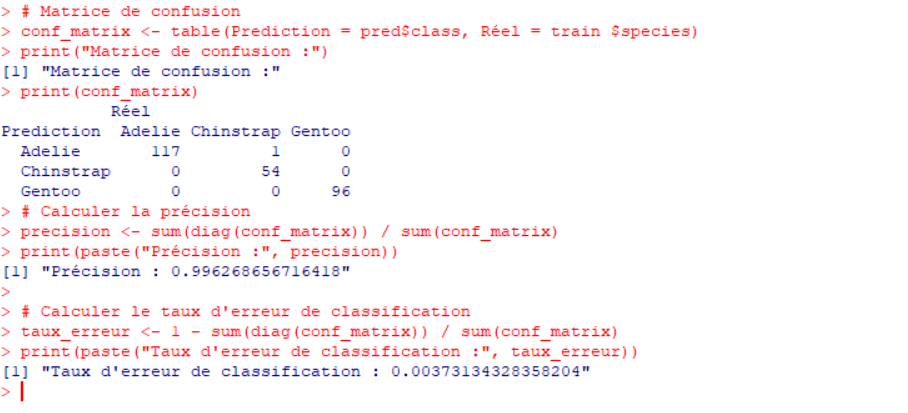 > # Matrice de confusion
> conf_matrix <- table(Prediction = pred$class, Réel = train $species)
> print("Matrice de confusion :")
[1] "Matrice de confusion :"
> print(conf_matrix)
Réel
Prediction Adelie Chinstrap Gentoo
Adelie 117 1 0
Chinstrap 0 54 0
Gentoo 0 0 96
> # Calculer la précision
> precision <- sum(diag(conf_matrix)) / sum(conf_matrix)
> print(paste("Précision :", precision))
[1] "Précision : 0.996268656716418"
>
> # Calculer le taux d'erreur de classification
> taux_erreur <- 1 - sum(diag(conf_matrix)) / sum(conf_matrix)
> print(paste("Taux d'erreur de classification :", taux_erreur))
[1] "Taux d'erreur de classification : 0.00373134328358204"
>